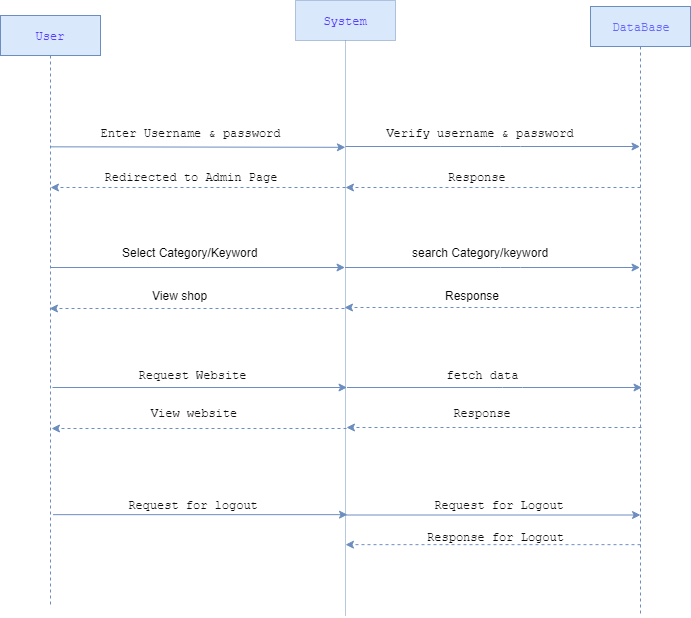 User
System
DataBase
Enter Username & password
Verify username & password
Redirected to Admin Page
Response
Select Category/Keyword
search Category/keyword
View shop
Response
Request Website
fetch data
View website
Response
Request for logout
Request for Logout
Response for Logout